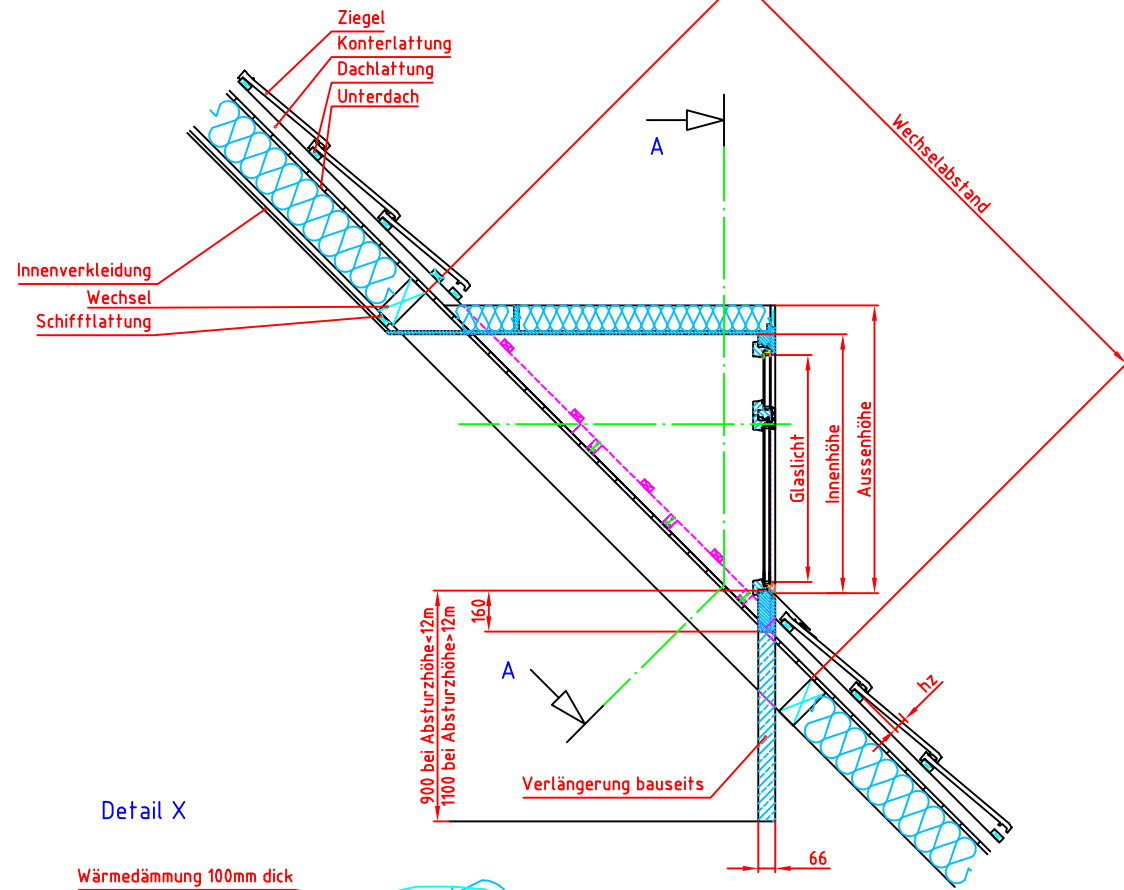 Ziegel
Konterlattung
Dachlattung
Unterdach
A
Wechselabstand
Innenverkleidung
Wechsel
Schifftlattung
Glaslicht
Innenhöhe
Aussenhöhe
160
900 bei Absturzhöhe<12m
1100 bei Absturzhöhe>12m
A
hz
Verlängerung bauseits
Detail X
66
Wärmedämmung 100mm dick